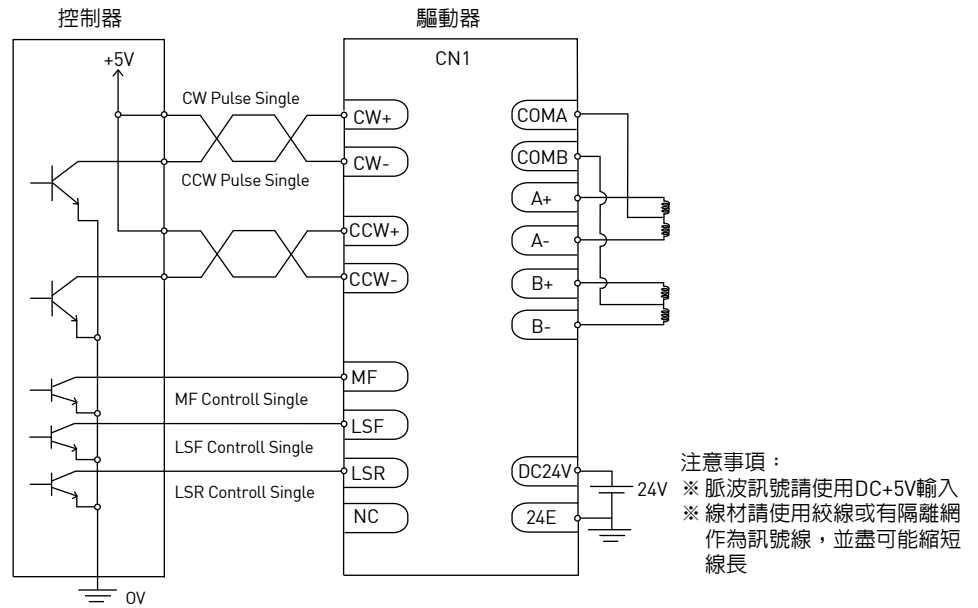 控制器
驅動器
+5V
CN1
CW Pulse Single
CW+
COMA
CW-
COMB
CCW Pulse Single
A+
CCW+
A-
CCW-
B+
B-
MF
MF Controll Single
LSF
LSF Controll Single
LSR
DC24V
24V
LSR Controll Single
NC
24E
0V
注意事項：
※ 脈波訊號請使用DC+5V輸入
※ 線材請使用絞線或有隔離網
作為訊號線，並盡可能縮短
線長